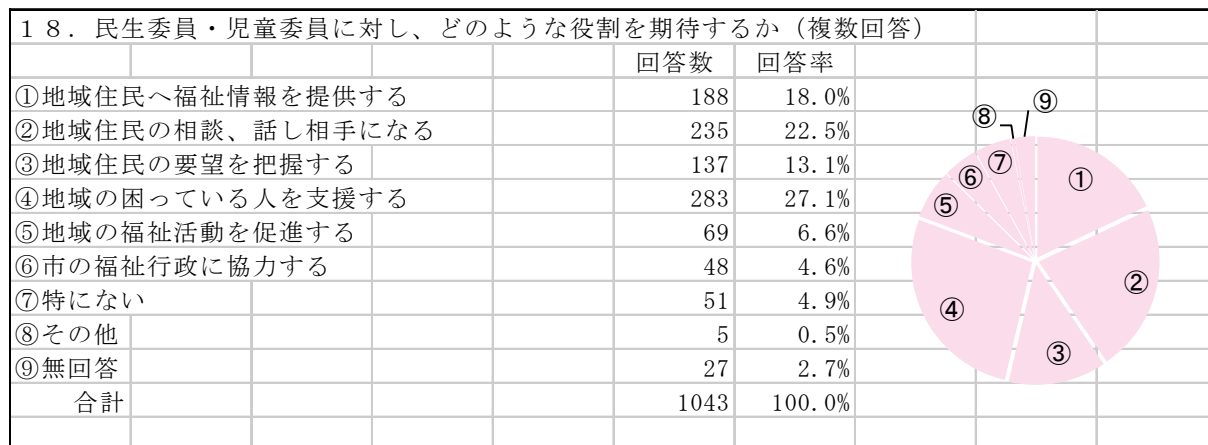 18.民生委員・児童委員に対し、どのような役割を期待するか(複数回答)
回答数 回答率
①地域住民へ福祉情報を提供する 188 18.0%
②地域住民の相談、話し相手になる 235 22.5%
③地域住民の要望を把握する 137 13.1%
④地域の困っている人を支援する 283 27.1%
⑤地域の福祉活動を促進する 69 6.6%
⑥市の福祉行政に協力する 48 4.6%
⑦特にない 51 4.9%
⑧その他 5 0.5%
⑨無回答 27 2.7%
合計 1043 100.0%
①
②
③
④
⑤
⑥
⑦
⑧
⑨